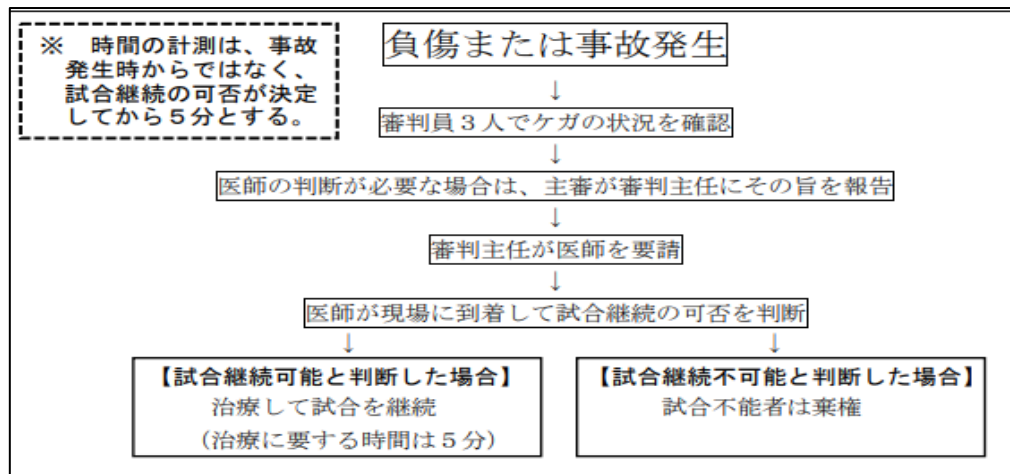 ※ 時間の計測は、事故
発生時からではなく、
試合継続の可否が決定
してから５分とする。
負傷または事故発生
↓
審判員３人でケガの状況を確認
↓
医師の判断が必要な場合は、主審が審判主任にその旨を報告
↓
審判主任が医師を要請
↓
医師が現場に到着して試合継続の可否を判断
↓ ↓
【試合継続可能と判断した場合】
治療して試合を継続
（治療に要する時間は５分）
【試合継続不可能と判断した場合】
試合不能者は棄権